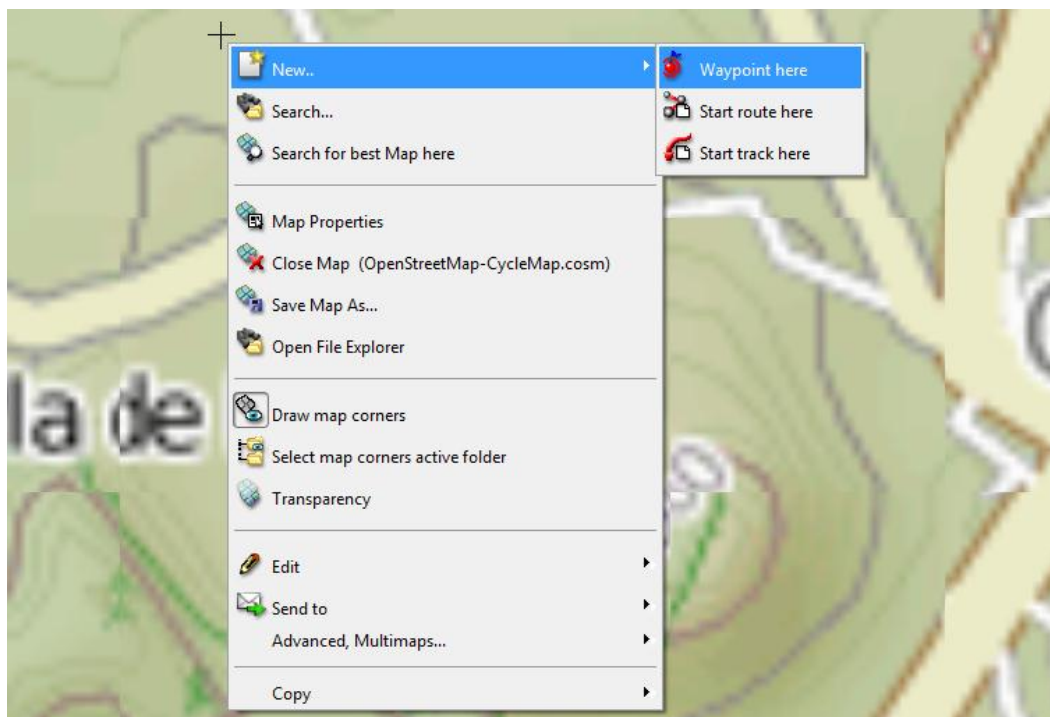 New..
Waypoint here
Search...
Start route here
Search for best Map here
Start track here
Map Properties
Close Map (OpenStreetMap-CycleMap.cosm)
Save Map As...
Open File Explorer
la de
Draw map corners
Select map corners active folder
Transparency
Edit
Send to
Advanced, Multimaps...
Copy